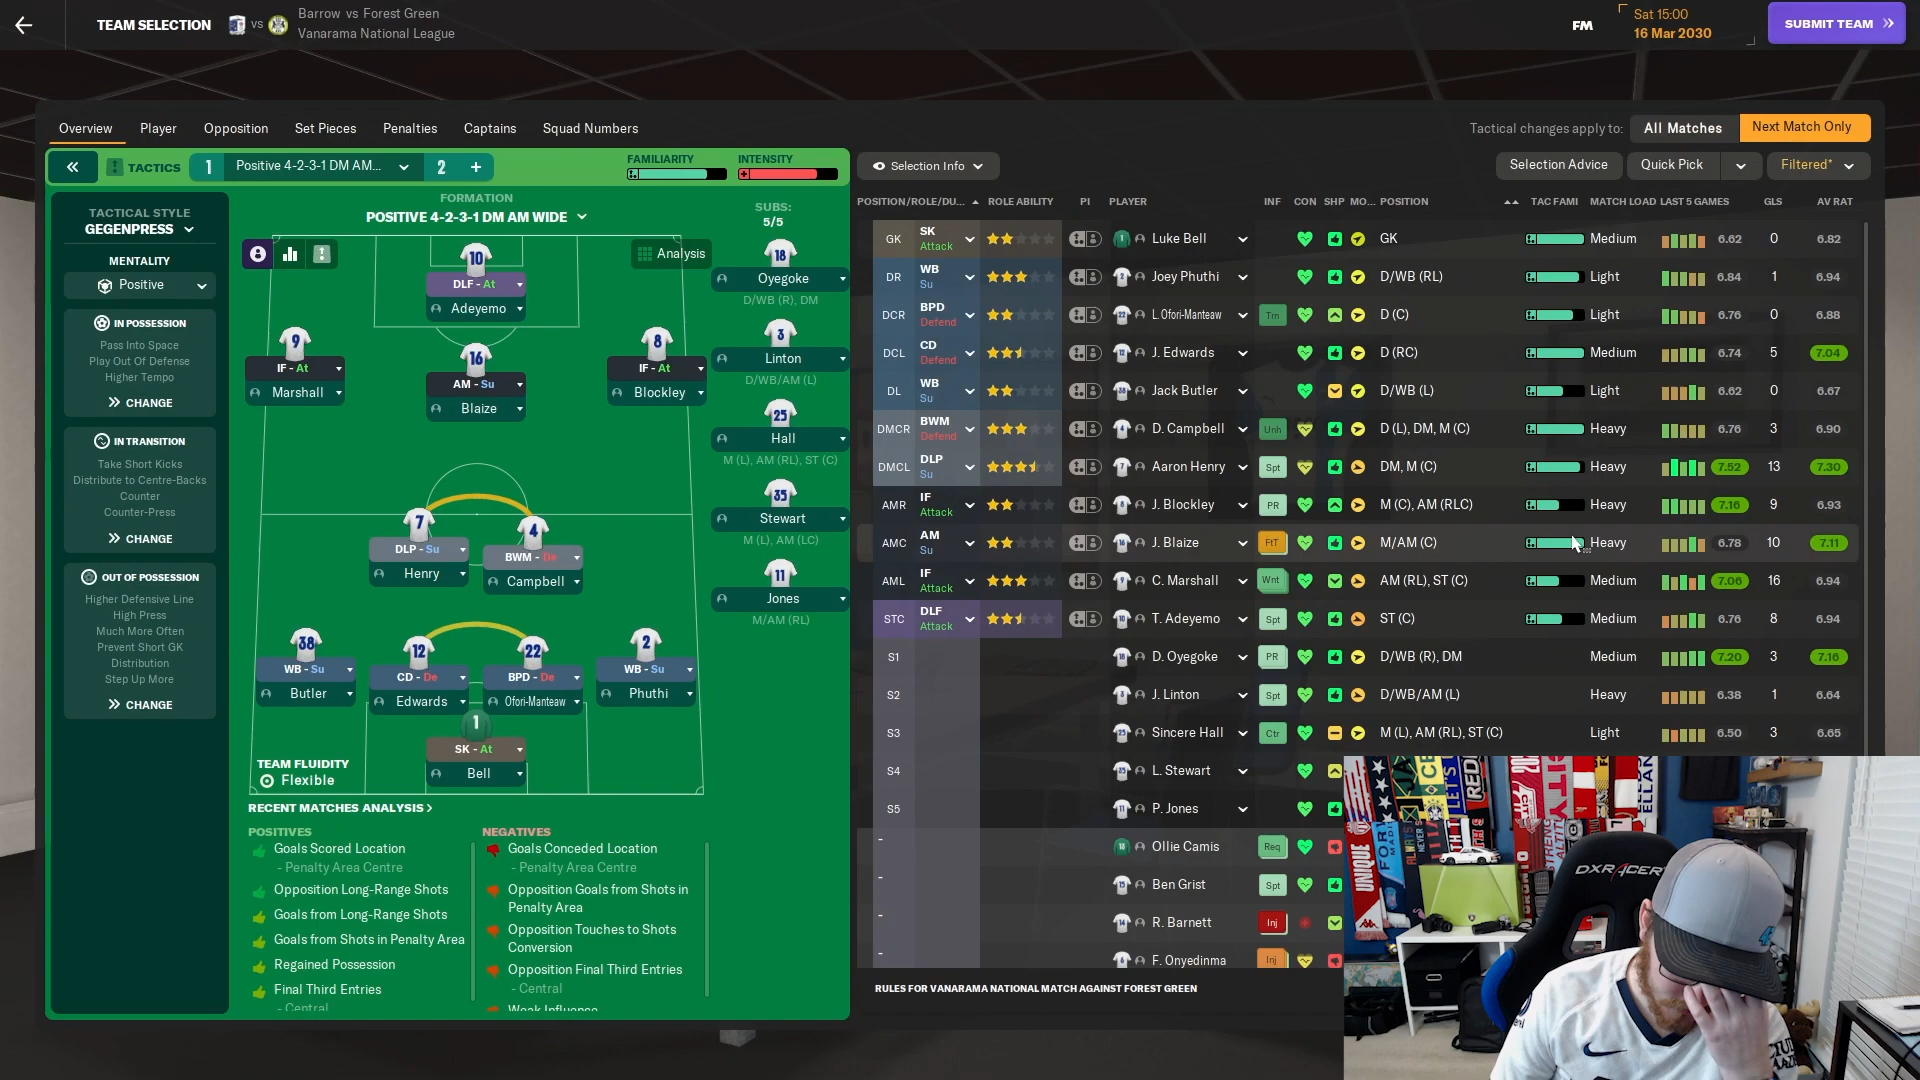 TEAM SELECTION
vs
Barrow vs Forest Green
Vanarama National League
FM
Sat 15:00
16 Mar 2030
SUBMIT TEAM
Overview
Player
Opposition
Set Pieces
Penalties
Captains
Squad Numbers
Tactical changes apply to:
All Matches
Next Match Only
TACTICS
1
Positive 4-2-3-1 DM AM...
2
+
FAMILIARITY
INTENSITY
TACTICAL STYLE
GEGENPRESS
MENTALITY
Positive
IN POSSESSION
Pass Into Space
Play Out Of Defense
Higher Tempo
CHANGE
IN TRANSITION
Take Short Kicks
Distribute to Centre-Backs
Counter
Counter-Press
CHANGE
OUT OF POSSESSION
Higher Defensive Line
High Press
Much More Often
Prevent Short GK
Distribution
Step Up More
CHANGE
FORMATION
POSITIVE 4-2-3-1 DM AM WIDE
Analysis
10
DLF - At
Adeyemo
9
IF - At
Marshall
16
AM - Su
Blaize
8
IF - At
Blockley
7
DLP - Su
Henry
4
BWM - De
Campbell
38
WB - Su
Butler
12
CD - De
Edwards
22
BPD - De
Ofori-Manteaw
2
WB - Su
Phuthi
1
SK - At
Bell
TEAM FLUIDITY
Flexible
SUBS:
5/5
18
Oyegoke
D/WB (R), DM
3
Linton
D/WB/AM (L)
25
Hall
M (L), AM (RL), ST (C)
35
Stewart
M (L), AM (LC)
11
Jones
M/AM (RL)
RECENT MATCHES ANALYSIS >
POSITIVES
Goals Scored Location
- Penalty Area Centre
Opposition Long-Range Shots
Goals from Long-Range Shots
Goals from Shots in Penalty Area
Regained Possession
Final Third Entries
- Central
NEGATIVES
Goals Conceded Location
- Penalty Area Centre
Opposition Goals from Shots in
Penalty Area
Opposition Touches to Shots
Conversion
Opposition Final Third Entries
- Central
Weak Influence
Selection Info
Selection Advice
Quick Pick
Filtered*
POSITION/ROLE/DU... ROLE ABILITY PI PLAYER INF CON SHP MO... POSITION TAC FAMI MATCH LOAD LAST 5 GAMES GLS AV RAT
GK SK Attack Luke Bell GK Medium 6.62 0 6.82
DR WB Su Joey Phuthi D/WB (RL) Light 6.84 1 6.94
DCR BPD Defend L. Ofori-Manteaw Trn D (C) Light 6.76 0 6.88
DCL CD Defend J. Edwards D (RC) Medium 6.74 5 7.04
DL WB Su Jack Butler D/WB (L) Light 6.62 0 6.67
DMCR BWM Defend D. Campbell Unh D (L), DM, M (C) Heavy 6.76 3 6.90
DMCL DLP Su Aaron Henry Spt DM, M (C) Heavy 7.52 13 7.30
AMR IF Attack J. Blockley PR M (C), AM (RLC) Heavy 7.16 9 6.93
AMC AM Su J. Blaize FtT M/AM (C) Heavy 6.78 10 7.11
AML IF Attack C. Marshall Wnt AM (RL), ST (C) Medium 7.06 16 6.94
STC DLF Attack T. Adeyemo Spt ST (C) Medium 6.76 8 6.94
S1 D. Oyegoke PR D/WB (R), DM Medium 7.20 3 7.16
S2 J. Linton Spt D/WB/AM (L) Heavy 6.38 1 6.64
S3 Sincere Hall Ctr M (L), AM (RL), ST (C) Light 6.50 3 6.65
S4 L. Stewart
S5 P. Jones
- Ollie Camis Req
- Ben Grist Spt
- R. Barnett Inj
- F. Onyedinma Inj
RULES FOR VANARAMA NATIONAL MATCH AGAINST FOREST GREEN
DXRACER
UNIQUE